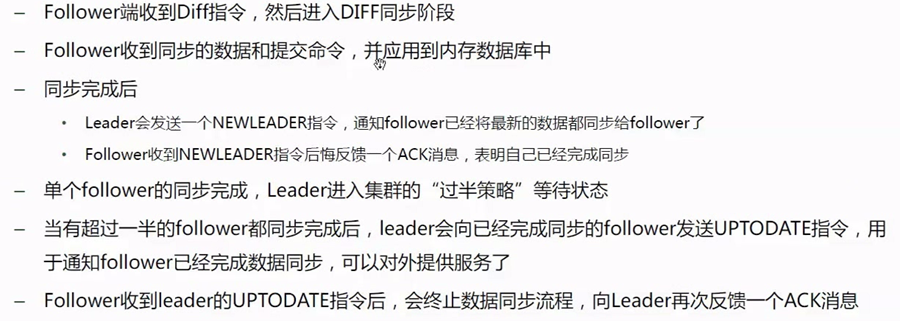 – Follower端收到Diff指令，然后进入DIFF同步阶段
– Follower收到同步的数据和提交命令，并应用到内存数据库中
– 同步完成后
• Leader会发送一个NEWLEADER指令，通知follower已经将最新的数据都同步给follower了
• Follower收到NEWLEADER指令后悔反馈一个ACK消息，表明自己已经完成同步
– 单个follower的同步完成，Leader进入集群的“过半策略”等待状态
– 当有超过一半的follower都同步完成后，leader会向已经完成同步的follower发送UPTODATE指令，用
于通知follower已经完成数据同步，可以对外提供服务了
– Follower收到leader的UPTODATE指令后，会终止数据同步流程，向Leader再次反馈一个ACK消息